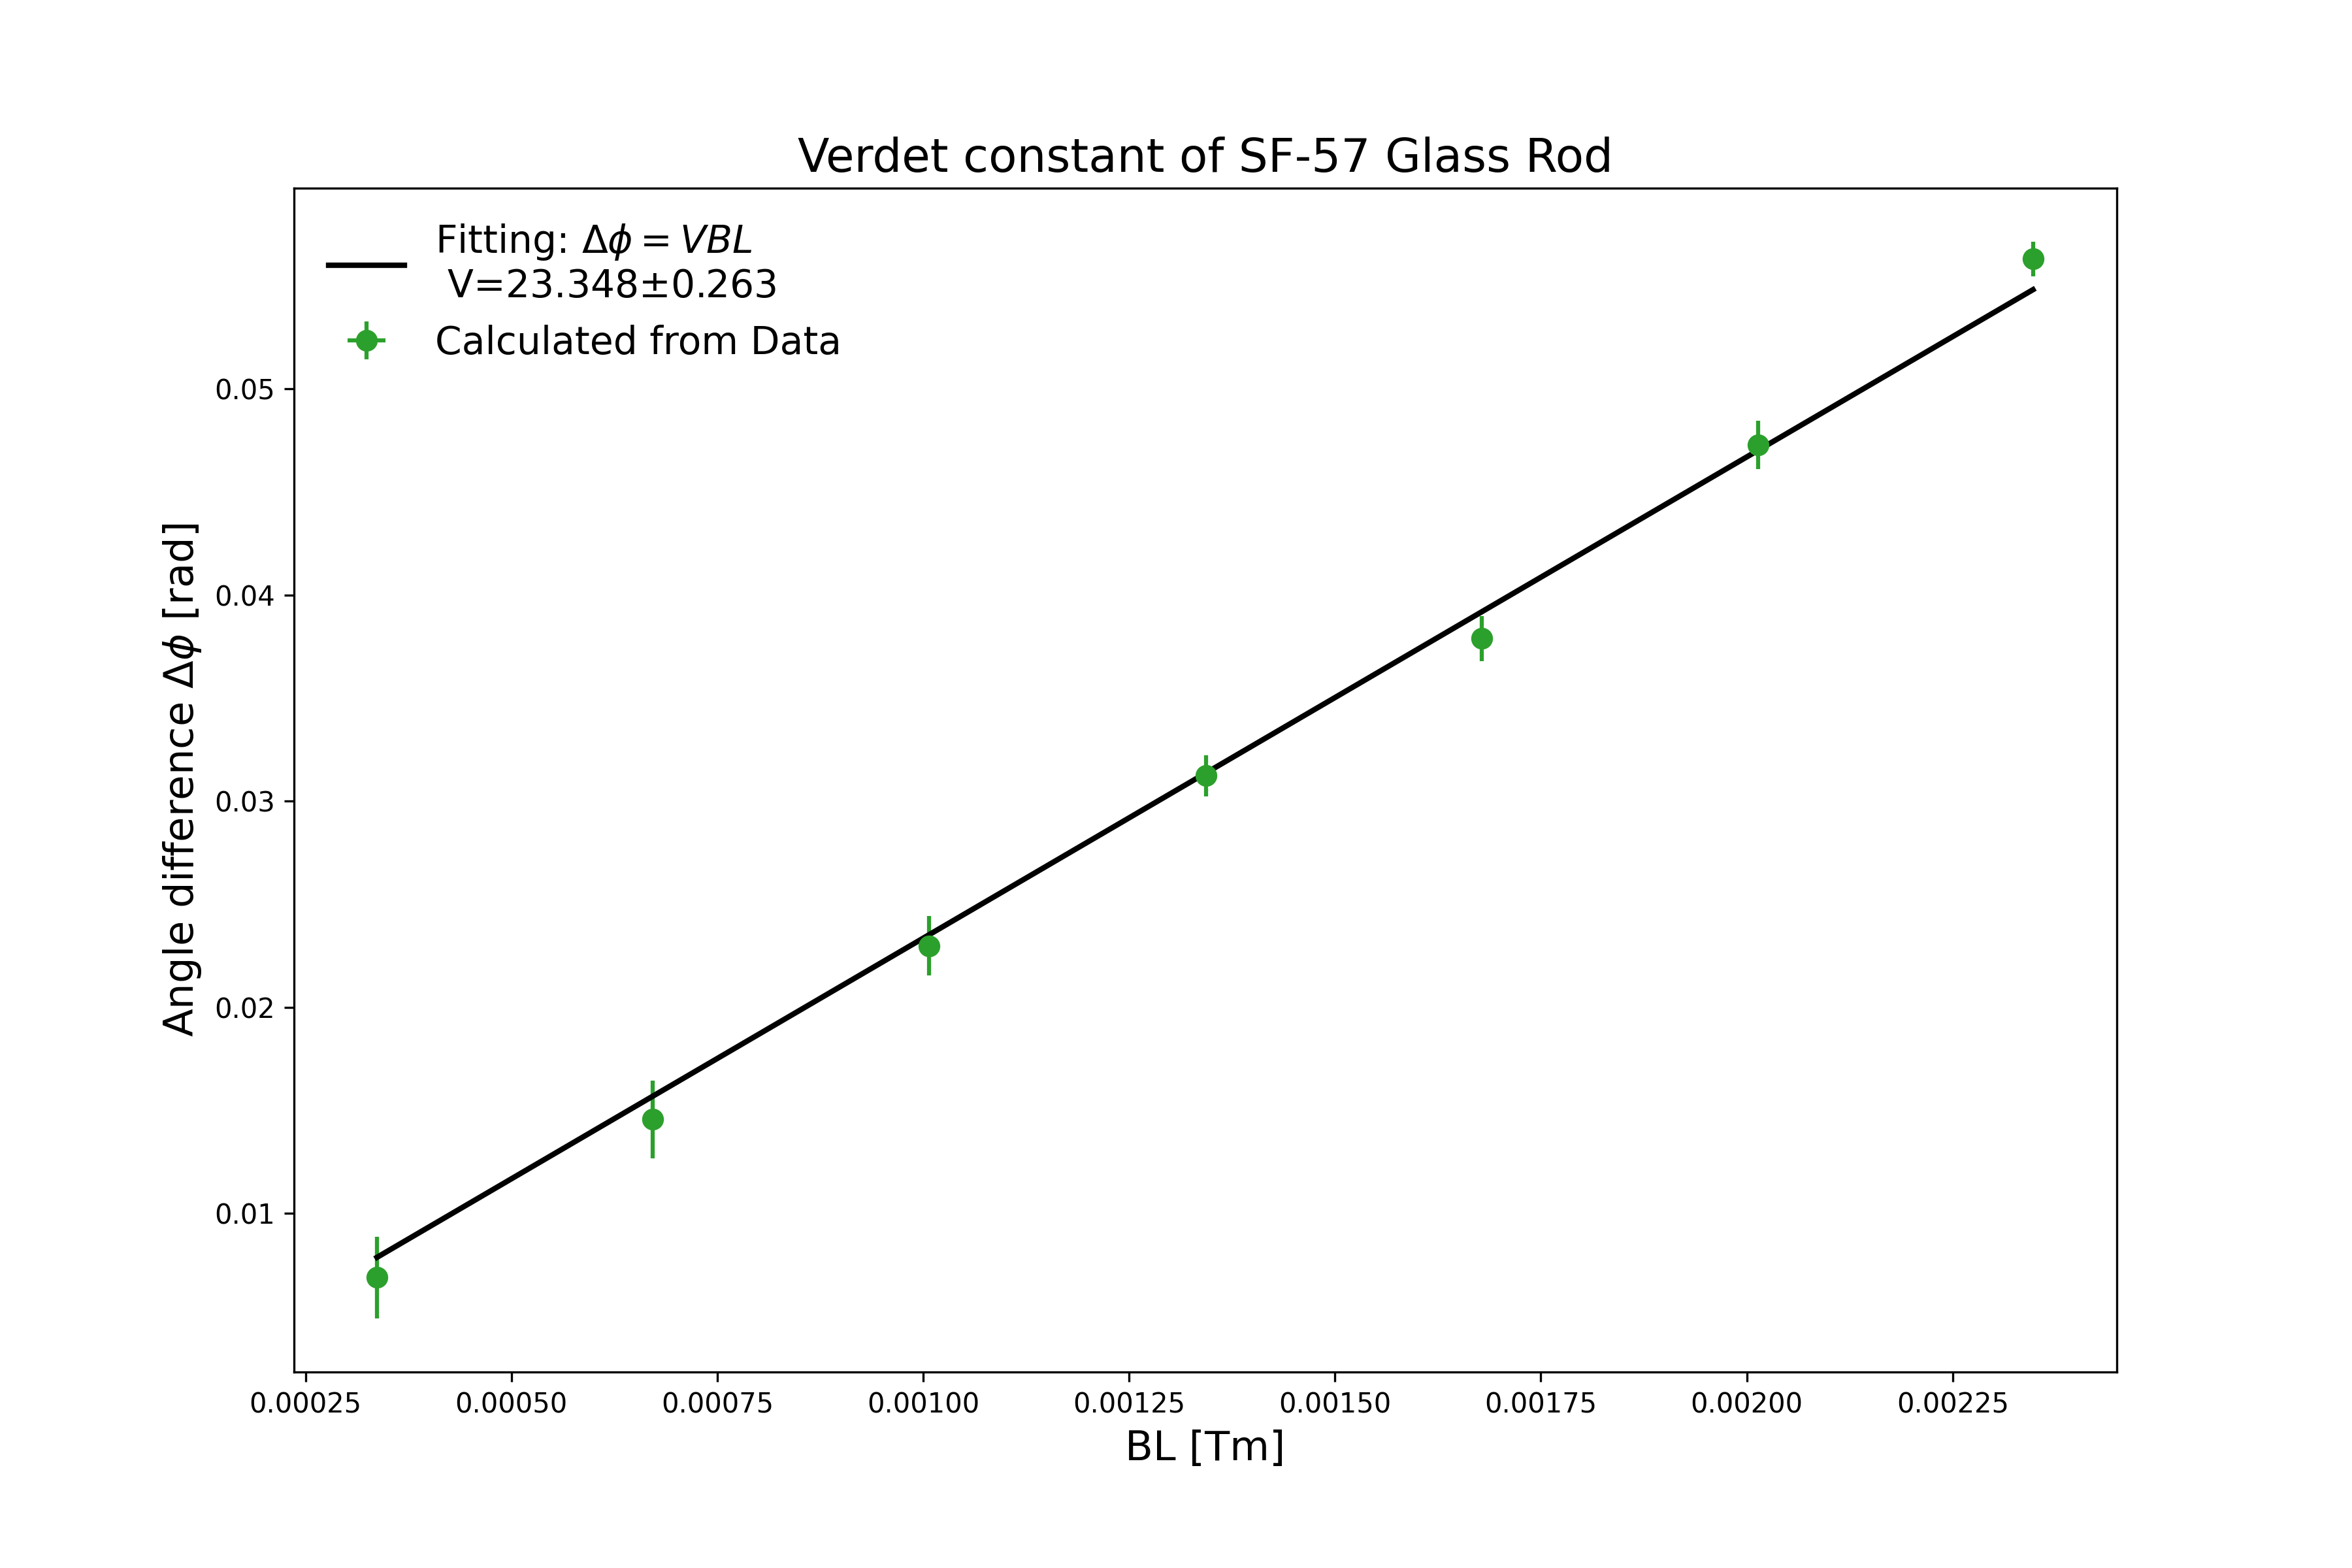 Verdet constant of SF-57 Glass Rod
Fitting: Δϕ = VBL
V=23.348±0.263
Calculated from Data
Angle difference Δϕ [rad]
0.05
0.04
0.03
0.02
0.01
0.00025 0.00050 0.00075 0.00100 0.00125 0.00150 0.00175 0.00200 0.00225
BL [Tm]